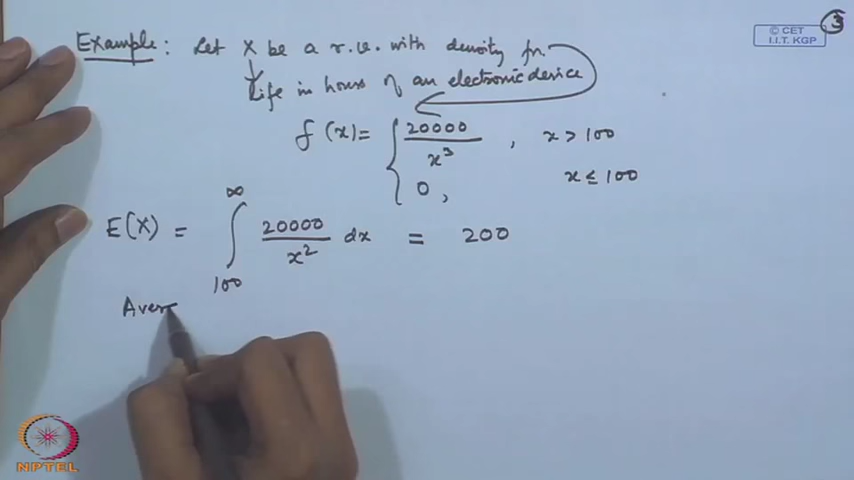 Example : Let X be a r.v. with density fn.
life in hours of an electronic device
f(x) = { 20000/x³ , x > 100
0 , x ≤ 100
E(X) = ∫₁₀₀^∞ 20000/x² dx = 200
Aver
© CET
I.I.T. KGP
3
NPTEL